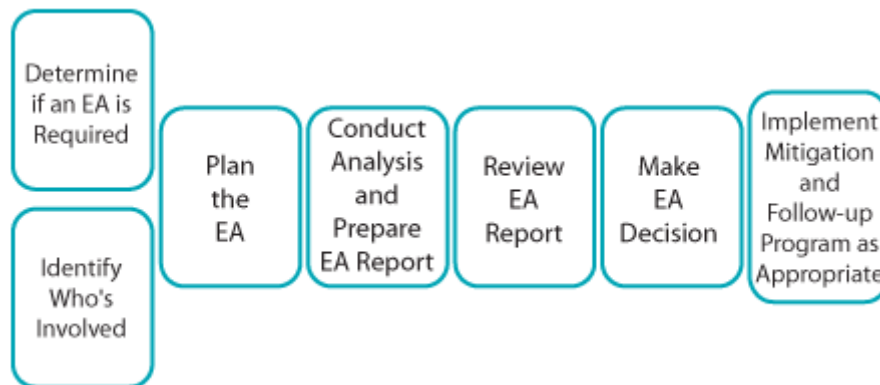 Determine
if an EA is
Required
Identify
Who's
Involved
Plan
the
EA
Conduct
Analysis
and
Prepare
EA Report
Review
EA
Report
Make
EA
Decision
Implement
Mitigation
and
Follow-up
Program as
Appropriate